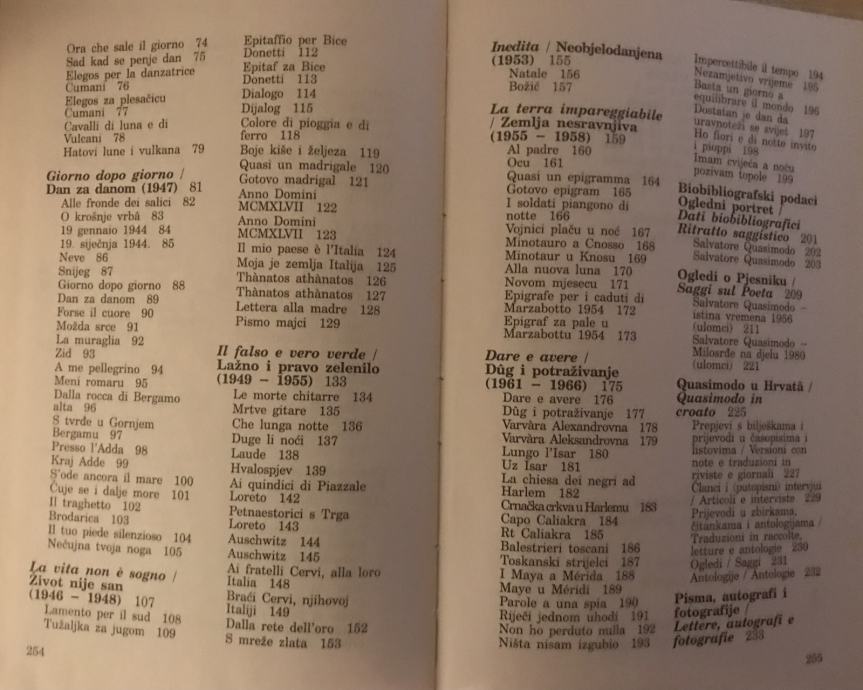 Ora che sale il giorno 74
Sad kad se penje dan 75
Elegos per la danzatrice
Cumani 76
Elegos za plesačicu
Cumani 77
Cavalli di luna e di
Vulcani 78
Hatovi lune i vulkana 79
Giorno dopo giorno /
Dan za danom (1947) 81
Alle fronde dei salici 82
O krošnje vrbâ 83
19 gennaio 1944 84
19. siječnja 1944. 85
Neve 86
Snijeg 87
Giorno dopo giorno 88
Dan za danom 89
Forse il cuore 90
Možda srce 91
La muraglia 92
Zid 93
A me pellegrino 94
Meni romaru 95
Dalla rocca di Bergamo
alta 96
S tvrde u Gornjem
Bergamu 97
Presso l'Adda 98
Kraj Adde 99
S'ode ancora il mare 100
Čuje se i dalje more 101
Il traghetto 102
Brodarica 103
Il tuo piede silenzioso 104
Nečujna tvoja noga 105
La vita non è sogno /
Život nije san
(1946 – 1948) 107
Lamento per il sud 108
Tužaljka za jugom 109
254
Epitaffio per Bice
Donetti 112
Epitaf za Bice
Donetti 113
Dialogo 114
Dijalog 115
Colore di pioggia e di
ferro 118
Boje kiše i željeza 119
Quasi un madrigale 120
Gotovo madrigal 121
Anno Domini
MCMXLVII 122
Anno Domini
MCMXLVII 123
Il mio paese è l'Italia 124
Moja je zemlja Italija 125
Thànatos athànatos 126
Thànatos athànatos 127
Lettera alla madre 128
Pismo majci 129
Il falso e vero verde /
Lažno i pravo zelenilo
(1949 – 1955) 133
Le morte chitarre 134
Mrtve gitare 135
Che lunga notte 136
Duge li noći 137
Laude 138
Hvalospjev 139
Ai quindici di Piazzale
Loreto 142
Petnaestorici s Trga
Loreto 143
Auschwitz 144
Auschwitz 145
Ai fratelli Cervi, alla loro
Italia 148
Braći Cervi, njihovoj
Italiji 149
Dalla rete dell'oro 152
S mreže zlata 153
Inedita / Neobjelodanjena
(1953) 155
Natale 156
Božić 157
La terra impareggiabile
/ Zemlja nesravnjiva
(1955 – 1958) 159
Al padre 160
Ocu 161
Quasi un epigramma 164
Gotovo epigram 165
I soldati piangono di
notte 166
Vojnici plaču u noć 167
Minotauro a Cnosso 168
Minotaur u Knosu 169
Alla nuova luna 170
Novom mjesecu 171
Epigrafe per i caduti di
Marzabotto 1954 172
Epigraf za pale u
Marzabottu 1954 173
Dare e avere /
Dûg i potraživanje
(1961 – 1966) 175
Dare e avere 176
Dûg i potraživanje 177
Varvàra Alexandrovna 178
Varvàra Aleksandrovna 179
Lungo l'Isar 180
Uz Isar 181
La chiesa dei negri ad
Harlem 182
Crnačka crkva u Harlemu 183
Capo Caliakra 184
Rt Caliakra 185
Balestrieri toscani 186
Toskanski strijelci 187
I Maya a Mérida 188
Maye u Méridi 189
Parole a una spia 190
Riječi jednom uhodi 191
Non ho perduto nulla 192
Ništa nisam izgubio 193
Impercettibile il tempo 194
Nezamjetivo vrijeme 195
Basta un giorno a
equilibrare il mondo 196
Dostatan je dan da
uravnoteži se svijet 197
Ho fiori e di notte invito
i pioppi 198
Imam cvijeća a noću
pozivam topole 199
Biobibliografski podaci
Ogledni portret /
Dati biobibliografici
Ritratto saggistico 201
Salvatore Quasimodo 202
Salvatore Quasimodo 203
Ogledi o Pjesniku /
Saggi sul Poeta 209
Salvatore Quasimodo –
istina vremena 1956
(ulomci) 211
Salvatore Quasimodo –
Milosrđe na djelu 1980
(ulomci) 221
Quasimodo u Hrvatâ /
Quasimodo in
croato 225
Prepjevi s bilješkama i
prijevodi u časopisima i
listovima / Versioni con
note e traduzioni in
riviste e giornali 227
Članci i (putopisni) intervju
/ Articoli e interviste 229
Prijevodi u zbirkama,
čitankama i antologijama /
Traduzioni in raccolte,
letture e antologie 230
Ogledi / Saggi 231
Antologije / Antologie 232
Pisma, autografi i
fotografije /
Lettere, autografi e
fotografie 233
255